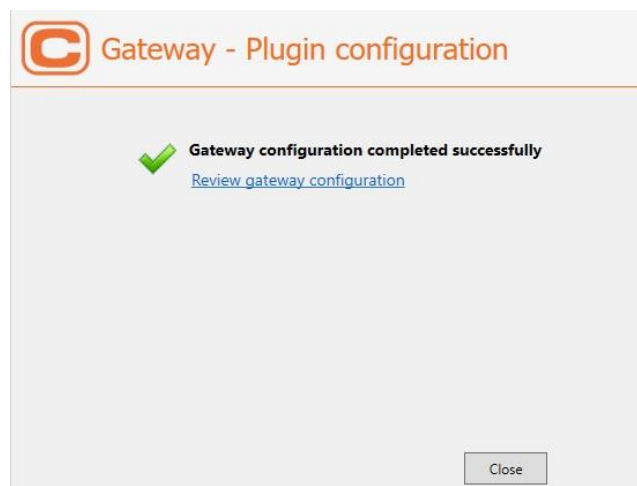 C Gateway - Plugin configuration
Gateway configuration completed successfully
Review gateway configuration
Close